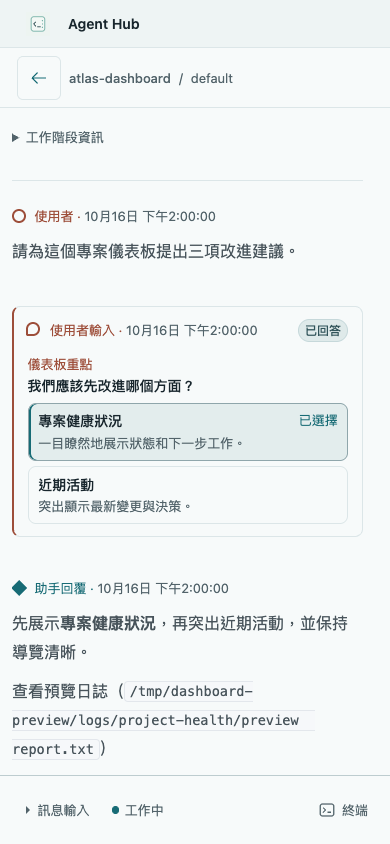 Agent Hub
atlas-dashboard / default
工作階段資訊
使用者 · 10月16日 下午2:00:00
請為這個專案儀表板提出三項改進建議。
使用者輸入 · 10月16日 下午2:00:00 已回答
儀表板重點
我們應該先改進哪個方面？
專案健康狀況 已選擇
一目瞭然地展示狀態和下一步工作。
近期活動
突出顯示最新變更與決策。
助手回覆 · 10月16日 下午2:00:00
先展示專案健康狀況，再突出近期活動，並保持
導覽清晰。
查看預覽日誌（/tmp/dashboard-
preview/logs/project-health/preview
report.txt）
訊息輸入 工作中 終端